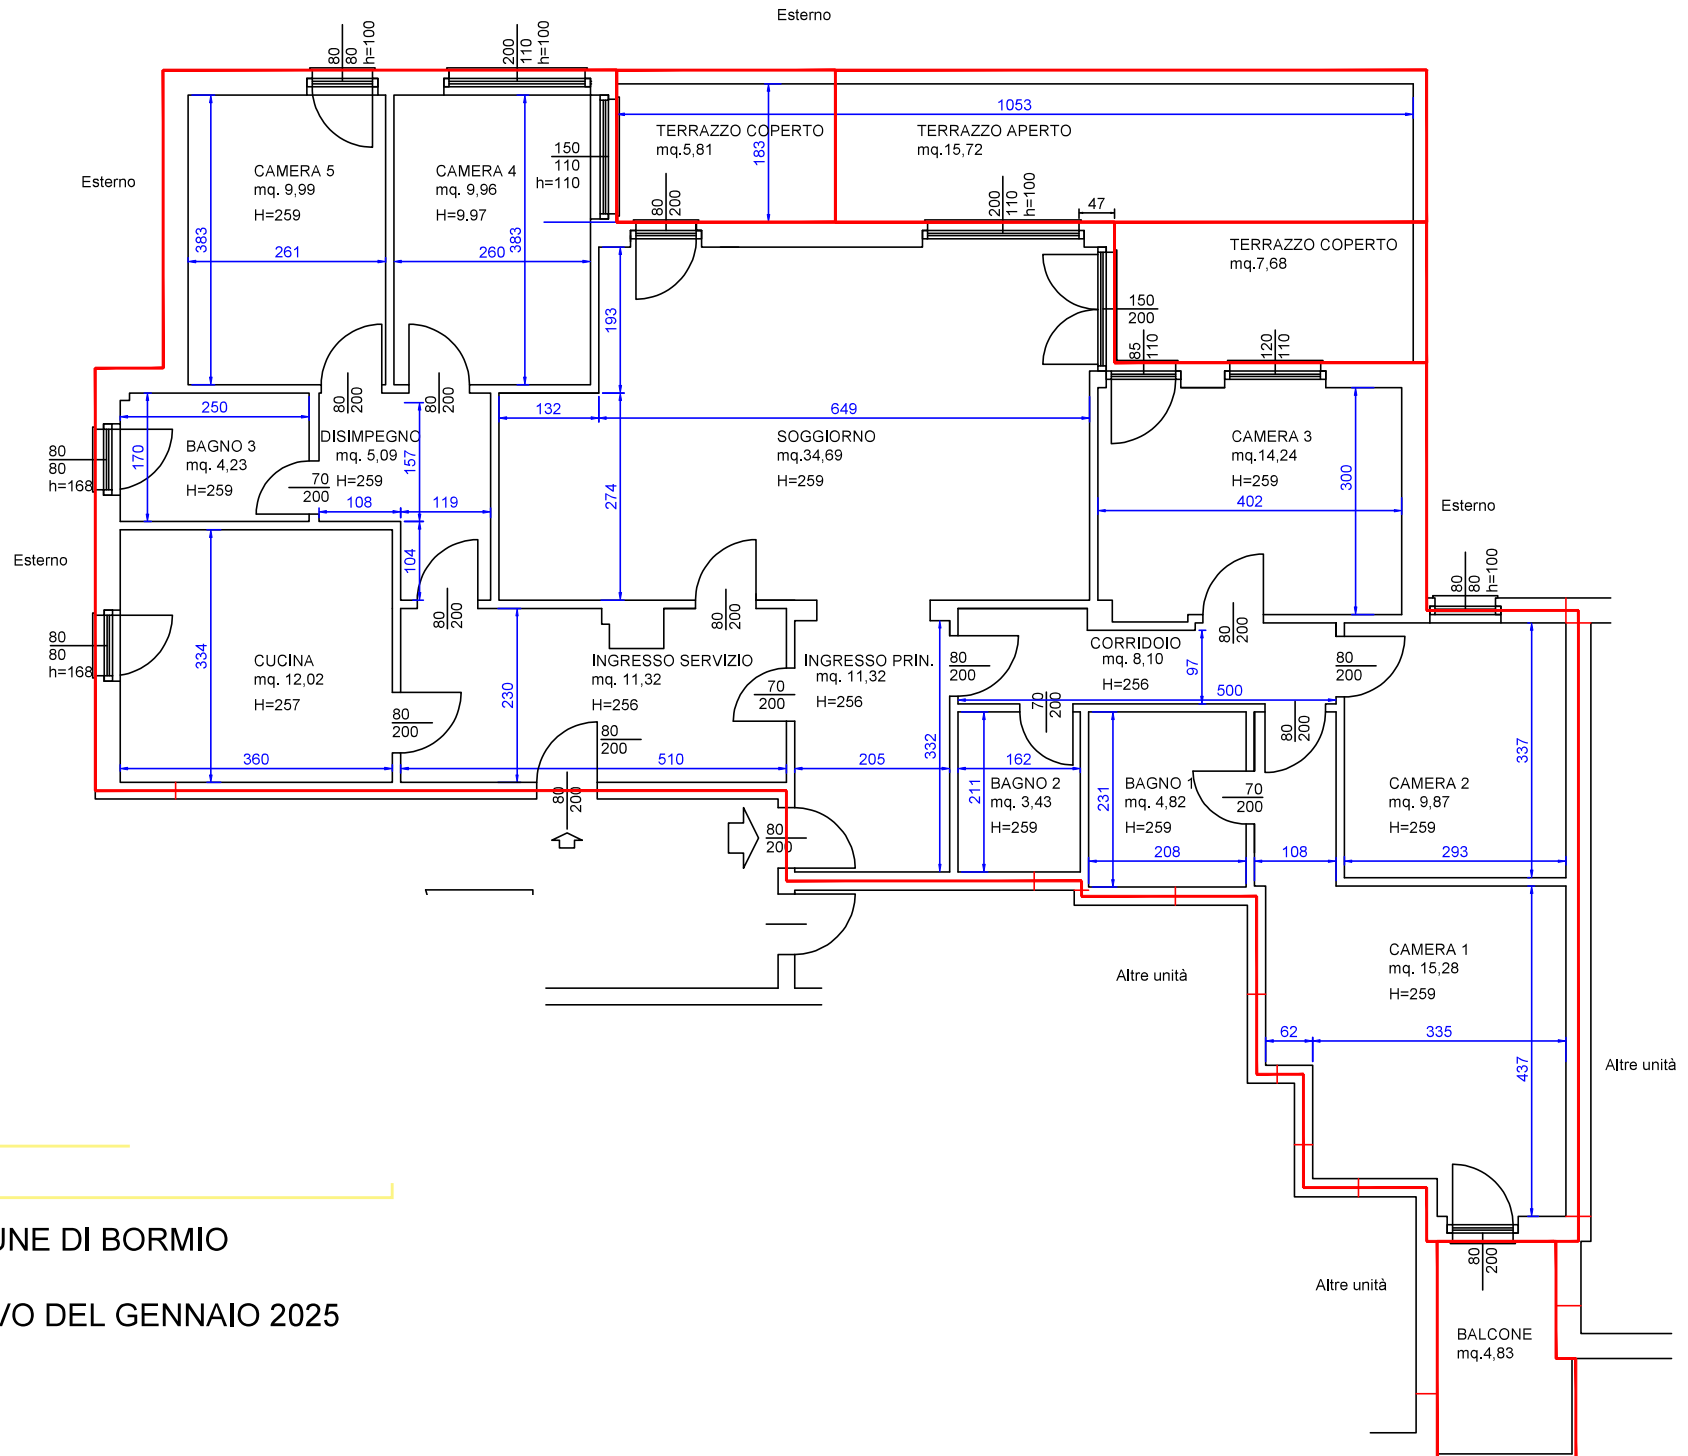 Esterno
80
80
h=100
200
110
h=100
1053
TERRAZZO COPERTO
mq.5,81
TERRAZZO APERTO
mq.15,72
183
150
110
h=110
Esterno
CAMERA 5
mq. 9,99
H=259
CAMERA 4
mq. 9,96
H=9.97
383
261
383
260
80
200
200
110
h=100
47
TERRAZZO COPERTO
mq.7,68
150
200
193
85
110
120
110
80
200
80
200
250
132
649
170
BAGNO 3
mq. 4,23
H=259
DISIMPEGNO
mq. 5,09
H=259
157
80
80
h=168
70
200
108
119
SOGGIORNO
mq.34,69
H=259
274
CAMERA 3
mq.14,24
H=259
300
402
Esterno
Esterno
104
80
80
h=100
80
200
80
200
80
200
80
80
h=168
334
CUCINA
mq. 12,02
H=257
230
INGRESSO SERVIZIO
mq. 11,32
H=256
INGRESSO PRIN.
mq. 11,32
H=256
80
200
CORRIDOIO
mq. 8,10
H=256
97
500
80
200
70
200
70
200
80
200
80
200
80
200
332
337
360
510
205
162
211
BAGNO 2
mq. 3,43
H=259
231
BAGNO 1
mq. 4,82
H=259
70
200
CAMERA 2
mq. 9,87
H=259
80
200
80
200
208
108
293
CAMERA 1
mq. 15,28
H=259
Altre unità
62
335
437
Altre unità
UNE DI BORMIO
80
200
Altre unità
VO DEL GENNAIO 2025
BALCONE
mq.4,83